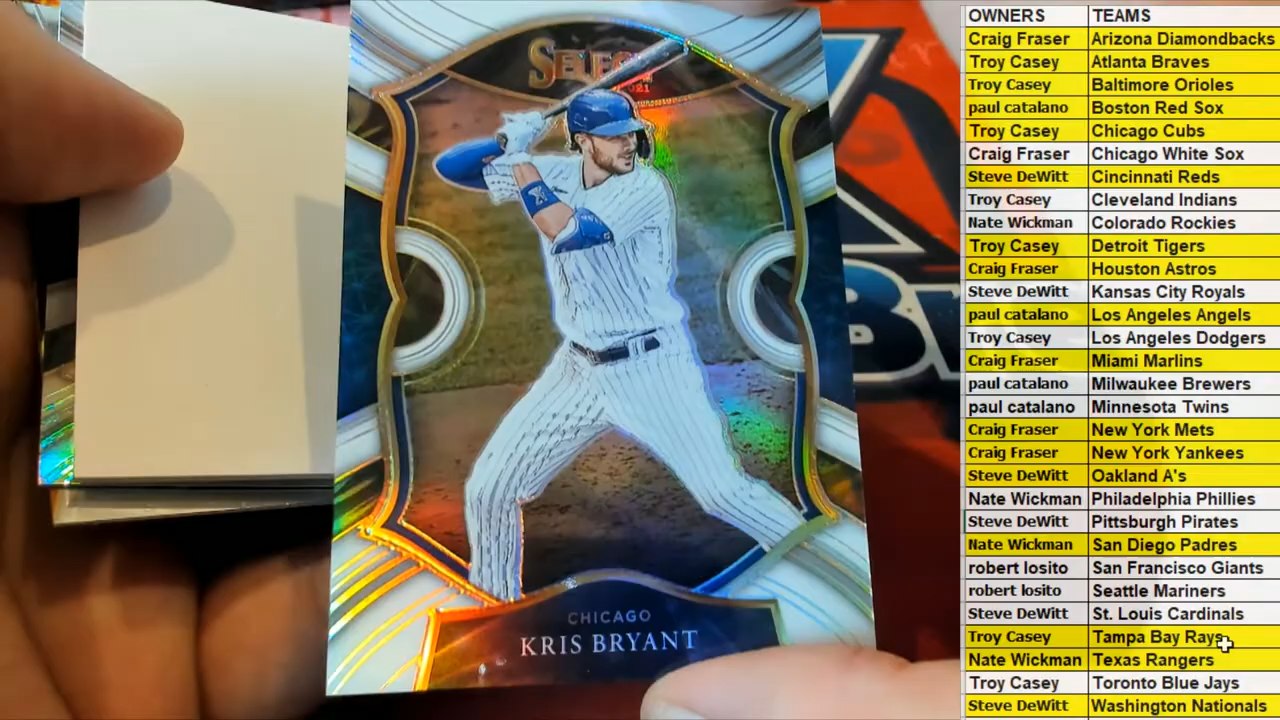 SELECT
2021
CHICAGO
KRIS BRYANT
OWNERS TEAMS
Craig Fraser Arizona Diamondbacks
Troy Casey Atlanta Braves
Troy Casey Baltimore Orioles
paul catalano Boston Red Sox
Troy Casey Chicago Cubs
Craig Fraser Chicago White Sox
Steve DeWitt Cincinnati Reds
Troy Casey Cleveland Indians
Nate Wickman Colorado Rockies
Troy Casey Detroit Tigers
Craig Fraser Houston Astros
Steve DeWitt Kansas City Royals
paul catalano Los Angeles Angels
Troy Casey Los Angeles Dodgers
Craig Fraser Miami Marlins
paul catalano Milwaukee Brewers
paul catalano Minnesota Twins
Craig Fraser New York Mets
Craig Fraser New York Yankees
Steve DeWitt Oakland A's
Nate Wickman Philadelphia Phillies
Steve DeWitt Pittsburgh Pirates
Nate Wickman San Diego Padres
robert losito San Francisco Giants
robert losito Seattle Mariners
Steve DeWitt St. Louis Cardinals
Troy Casey Tampa Bay Rays
Nate Wickman Texas Rangers
Troy Casey Toronto Blue Jays
Steve DeWitt Washington Nationals